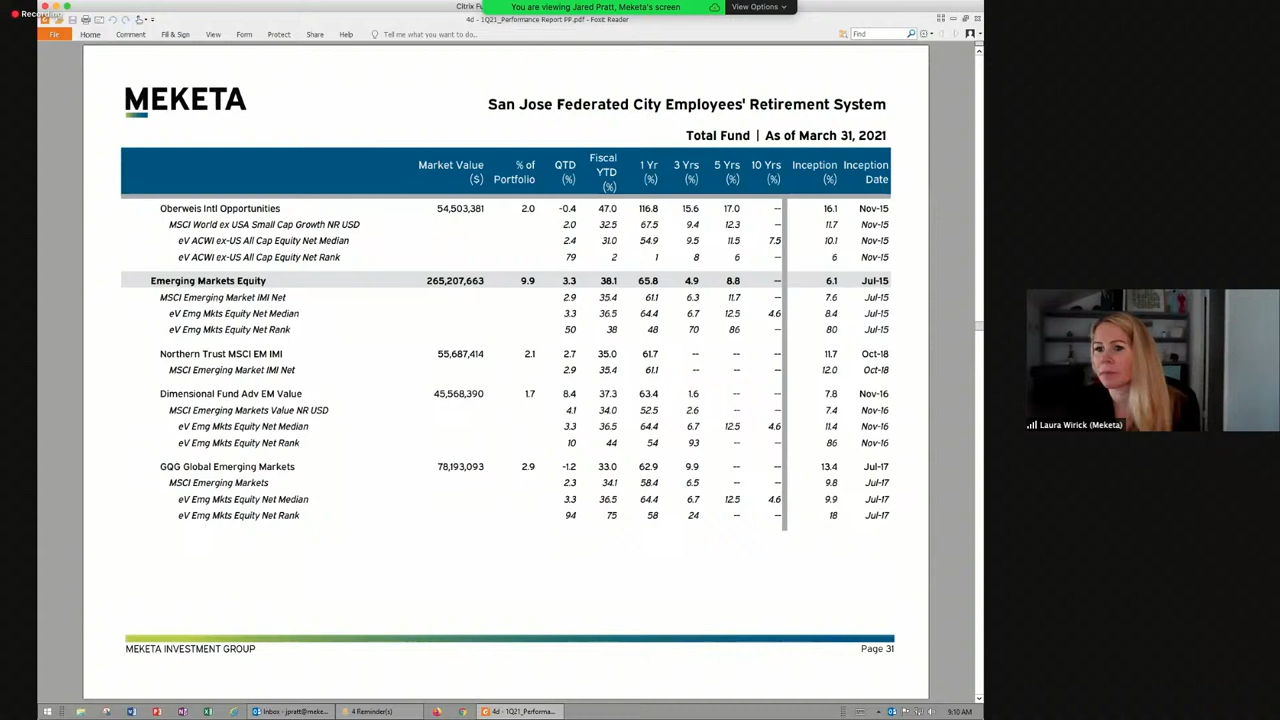 Recording
Citrix Fu
You are viewing Jared Pratt, Meketa's screen
View Options
4d - 1Q21_Performance Report PP.pdf - Foxit Reader
File Home Comment Fill & Sign View Form Protect Share Help Tell me what you want to do.. Find
MEKETA
San Jose Federated City Employees' Retirement System
Total Fund | As of March 31, 2021
Market Value ($) % of Portfolio QTD (%) Fiscal YTD (%) 1 Yr (%) 3 Yrs (%) 5 Yrs (%) 10 Yrs (%) Inception (%) Inception Date
Oberweis Intl Opportunities 54,503,381 2.0 -0.4 47.0 116.8 15.6 17.0 -- 16.1 Nov-15
MSCI World ex USA Small Cap Growth NR USD 2.0 32.5 67.5 9.4 12.3 -- 11.7 Nov-15
eV ACWI ex-US All Cap Equity Net Median 2.4 31.0 54.9 9.5 11.5 7.5 10.1 Nov-15
eV ACWI ex-US All Cap Equity Net Rank 79 2 1 8 6 -- 6 Nov-15
Emerging Markets Equity 265,207,663 9.9 3.3 38.1 65.8 4.9 8.8 -- 6.1 Jul-15
MSCI Emerging Market IMI Net 2.9 35.4 61.1 6.3 11.7 -- 7.6 Jul-15
eV Emg Mkts Equity Net Median 3.3 36.5 64.4 6.7 12.5 4.6 8.4 Jul-15
eV Emg Mkts Equity Net Rank 50 38 48 70 86 -- 80 Jul-15
Northern Trust MSCI EM IMI 55,687,414 2.1 2.7 35.0 61.7 -- -- -- 11.7 Oct-18
MSCI Emerging Market IMI Net 2.9 35.4 61.1 -- -- -- 12.0 Oct-18
Dimensional Fund Adv EM Value 45,568,390 1.7 8.4 37.3 63.4 1.6 -- -- 7.8 Nov-16
MSCI Emerging Markets Value NR USD 4.1 34.0 52.5 2.6 -- -- 7.4 Nov-16
eV Emg Mkts Equity Net Median 3.3 36.5 64.4 6.7 12.5 4.6 11.4 Nov-16
eV Emg Mkts Equity Net Rank 10 44 54 93 -- -- 86 Nov-16
GQG Global Emerging Markets 78,193,093 2.9 -1.2 33.0 62.9 9.9 -- -- 13.4 Jul-17
MSCI Emerging Markets 2.3 34.1 58.4 6.5 -- -- 9.8 Jul-17
eV Emg Mkts Equity Net Median 3.3 36.5 64.4 6.7 12.5 4.6 9.9 Jul-17
eV Emg Mkts Equity Net Rank 94 75 58 24 -- -- 18 Jul-17
MEKETA INVESTMENT GROUP Page 31
Laura Wirick (Meketa)
Inbox - jpratt@meke... 4 Reminder(s) 4d - 1Q21_Performa... 9:10 AM